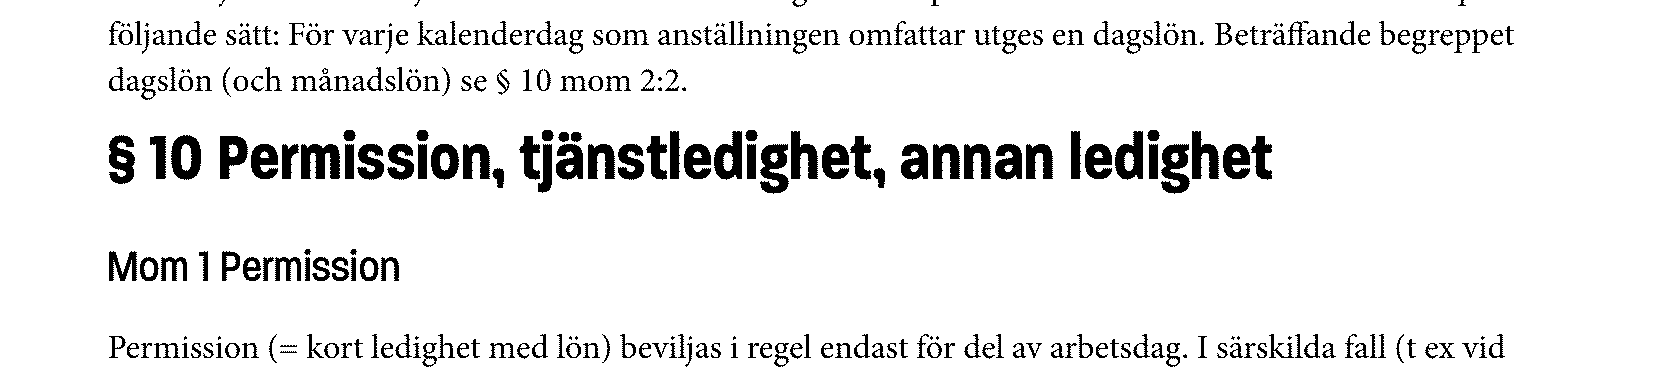 följande sätt: För varje kalenderdag som anställningen omfattar utges en dagslön. Beträffande begreppet
dagslön (och månadslön) se § 10 mom 2:2.
§ 10 Permission, tjänstledighet, annan ledighet
Mom 1 Permission
Permission (= kort ledighet med lön) beviljas i regel endast för del av arbetsdag. I särskilda fall (t ex vid